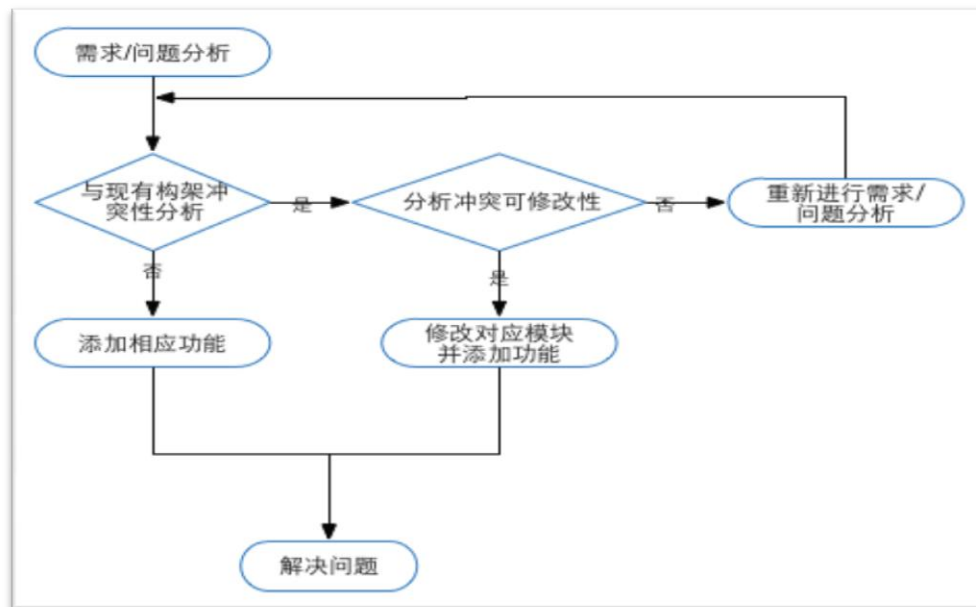 需求/问题分析
与现有构架冲
突性分析
是
分析冲突可修改性
否
重新进行需求/
问题分析
否
是
添加相应功能
修改对应模块
并添加功能
解决问题